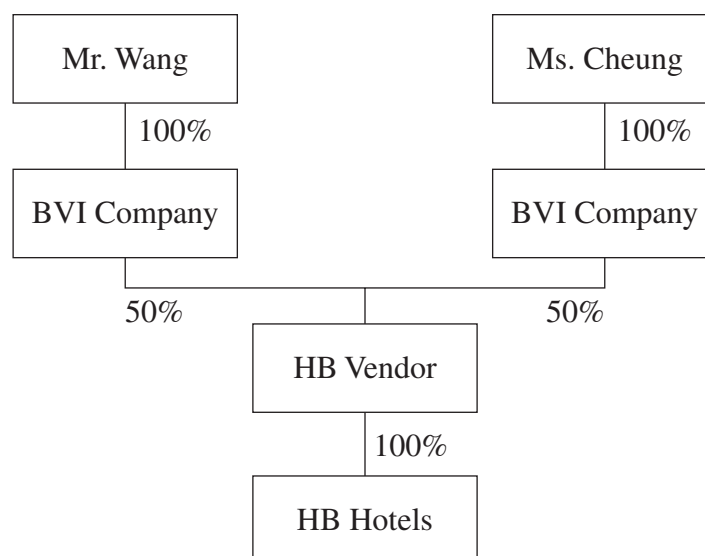 Mr. Wang
Ms. Cheung
100%
100%
BVI Company
BVI Company
50%
50%
HB Vendor
100%
HB Hotels